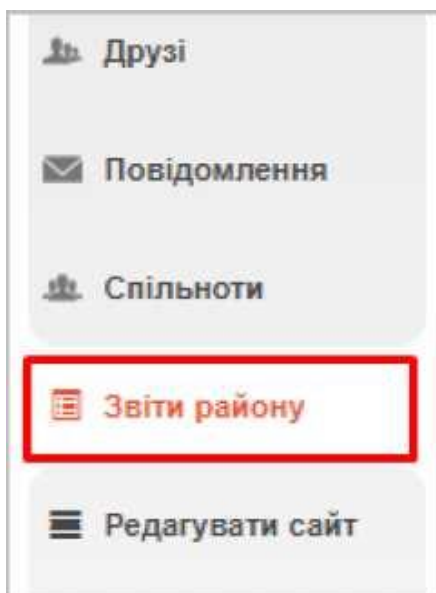 Друзі
Повідомлення
Спільноти
Звіти району
Редагувати сайт